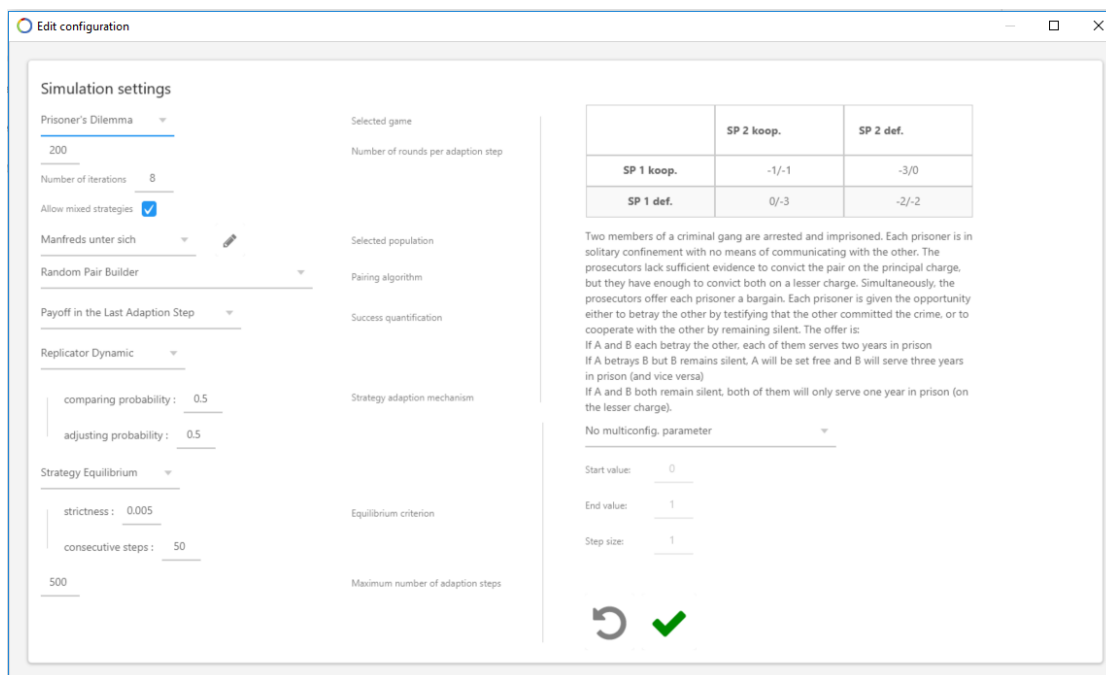 Edit configuration
Simulation settings
Prisoner's Dilemma
Selected game
200
Number of rounds per adaption step
Number of iterations 8
Allow mixed strategies
Manfreds unter sich
Selected population
Random Pair Builder
Pairing algorithm
Payoff in the Last Adaption Step
Success quantification
Replicator Dynamic
comparing probability : 0.5
Strategy adaption mechanism
adjusting probability : 0.5
Strategy Equilibrium
strictness : 0.005
Equilibrium criterion
consecutive steps : 50
500
Maximum number of adaption steps
SP 2 koop. SP 2 def.
SP 1 koop. -1/-1 -3/0
SP 1 def. 0/-3 -2/-2
Two members of a criminal gang are arrested and imprisoned. Each prisoner is in
solitary confinement with no means of communicating with the other. The
prosecutors lack sufficient evidence to convict the pair on the principal charge,
but they have enough to convict both on a lesser charge. Simultaneously, the
prosecutors offer each prisoner a bargain. Each prisoner is given the opportunity
either to betray the other by testifying that the other committed the crime, or to
cooperate with the other by remaining silent. The offer is:
If A and B each betray the other, each of them serves two years in prison
If A betrays B but B remains silent, A will be set free and B will serve three years
in prison (and vice versa)
If A and B both remain silent, both of them will only serve one year in prison (on
the lesser charge).
No multiconfig. parameter
Start value: 0
End value: 1
Step size: 1